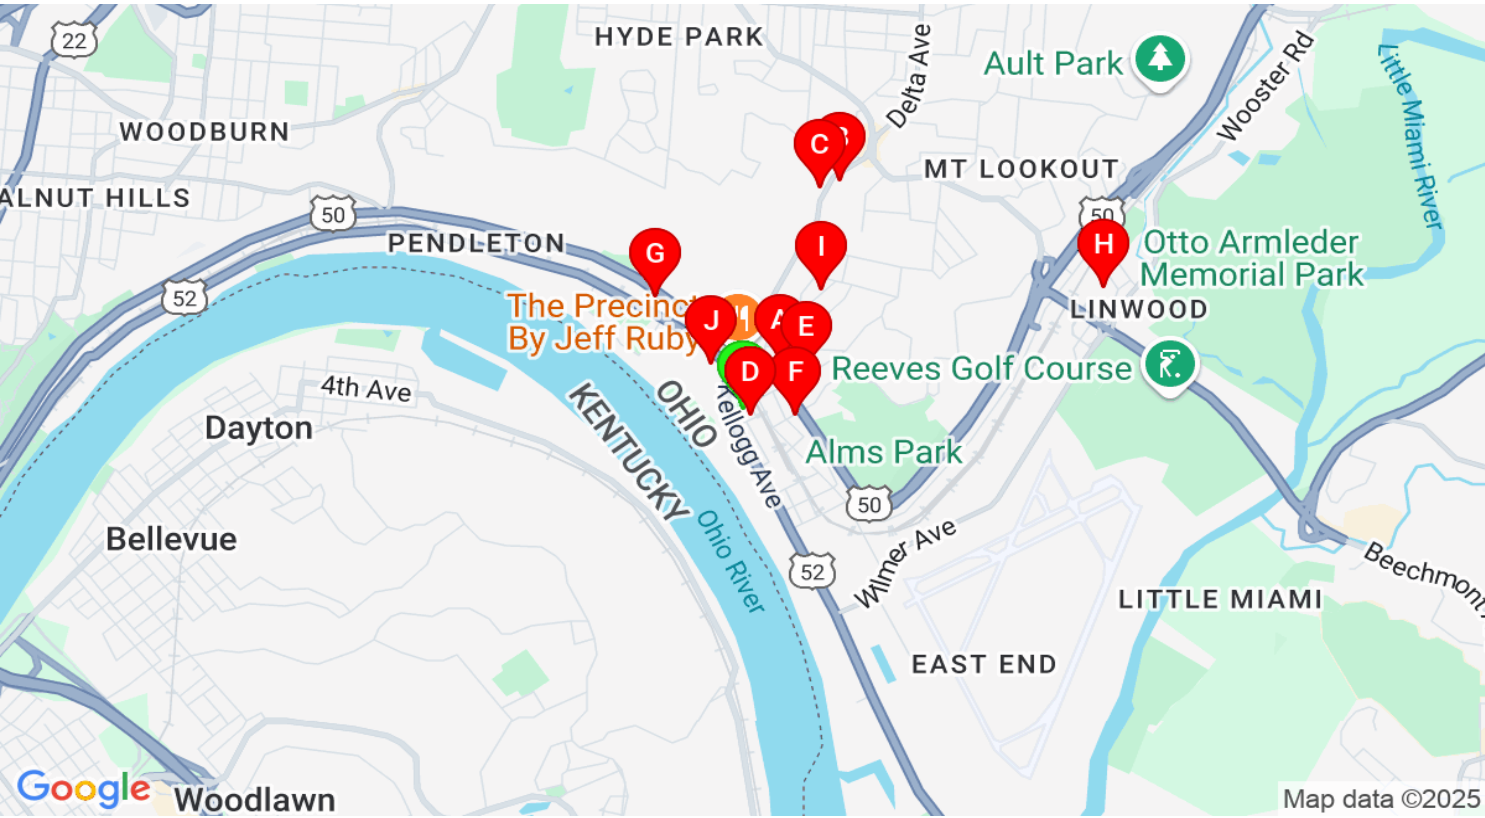 HYDE PARK
Delta Ave
Ault Park
Wooster Rd
Little Miami River
22
WOODBURN
C
B
MT LOOKOUT
ALNUT HILLS
50
50
PENDLETON
G
I
H
Otto Armleder
Memorial Park
52
LINWOOD
The Precinct
By Jeff Ruby
J
A
E
D
F
Reeves Golf Course
4th Ave
Dayton
OHIO
KENTUCKY
Kellogg Ave
Alms Park
50
Ohio River
Bellevue
52
Wilmer Ave
Beechmont
LITTLE MIAMI
EAST END
Google
Woodlawn
Map data ©2025